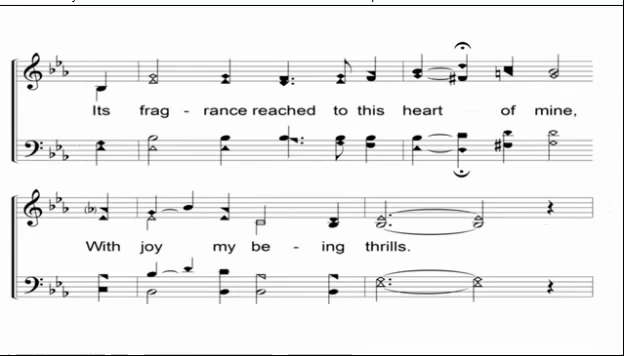 Its frag - rance reached to this heart of mine,
With joy my be - ing thrills.